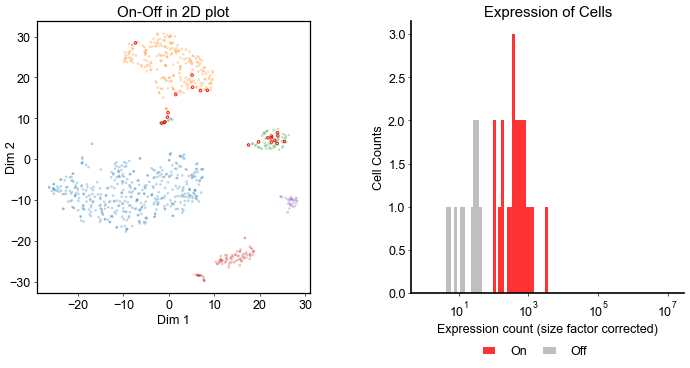 On-Off in 2D plot
30
20
10
0
−10
−20
−30
Dim 2
−20 −10 0 10 20 30
Dim 1
Expression of Cells
3.0
2.5
2.0
1.5
1.0
0.5
0.0
Cell Counts
10^1 10^3 10^5 10^7
Expression count (size factor corrected)
On Off